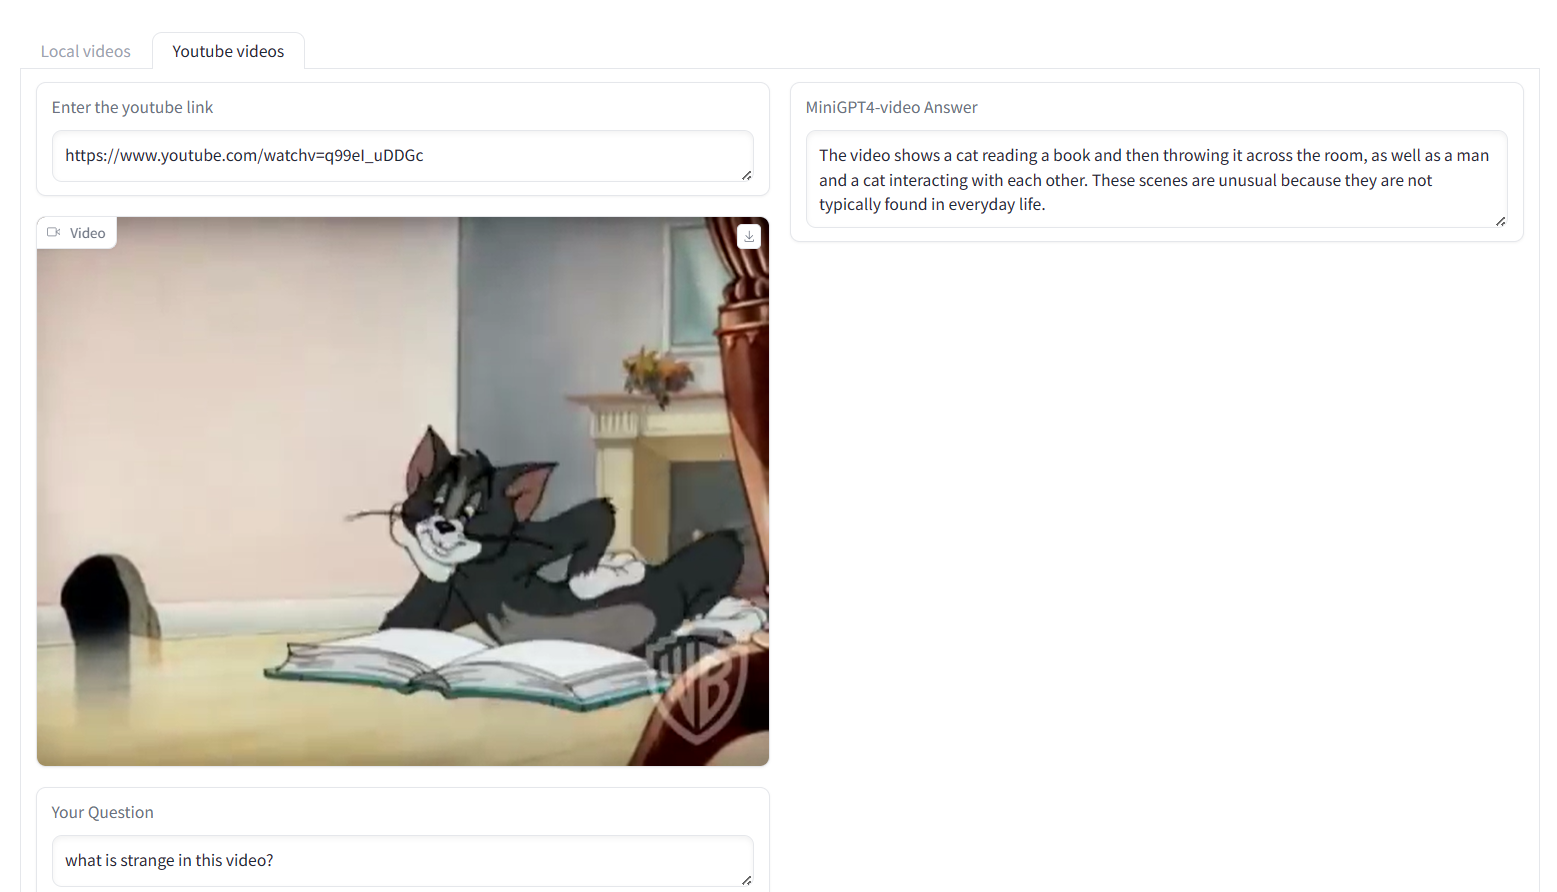 Local videos
Youtube videos
Enter the youtube link
https://www.youtube.com/watchv=q99eI_uDDGc
MiniGPT4-video Answer
The video shows a cat reading a book and then throwing it across the room, as well as a man
and a cat interacting with each other. These scenes are unusual because they are not
typically found in everyday life.
Video
WB
Your Question
what is strange in this video?